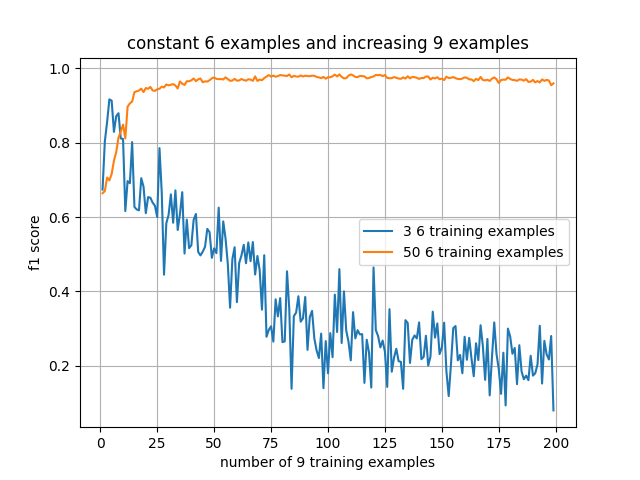 constant 6 examples and increasing 9 examples
f1 score
1.0
0.8
0.6
0.4
0.2
3 6 training examples
50 6 training examples
0 25 50 75 100 125 150 175 200
number of 9 training examples